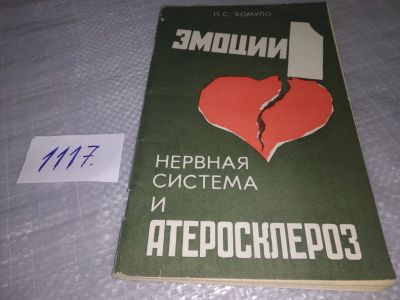 П. С. ХОМУЛО
ЭМОЦИИ
НЕРВНАЯ
СИСТЕМА
И
АТЕРОСКЛЕРОЗ
1117.